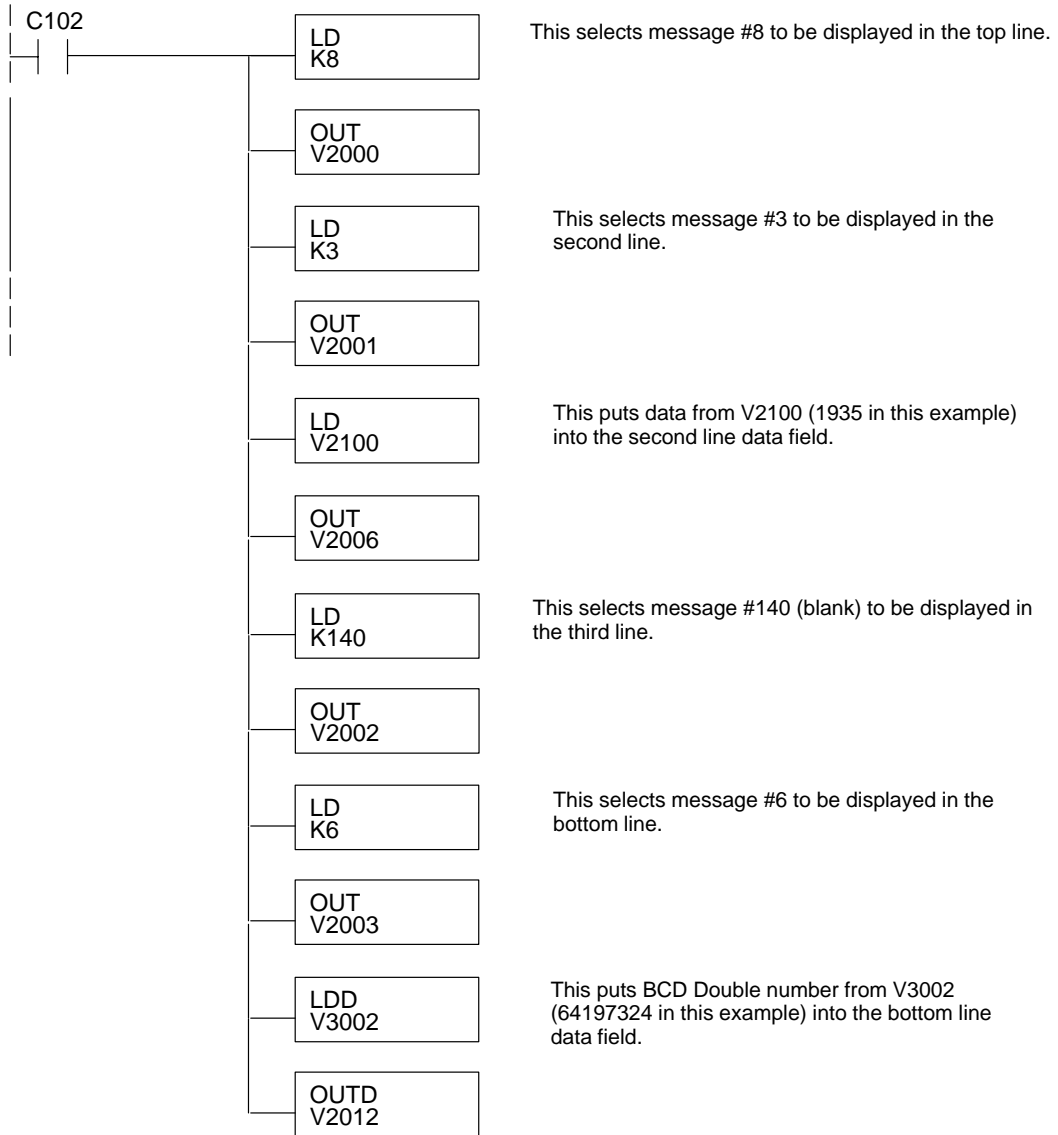 C102
LD
K8
This selects message #8 to be displayed in the top line.
OUT
V2000
LD
K3
This selects message #3 to be displayed in the
second line.
OUT
V2001
LD
V2100
This puts data from V2100 (1935 in this example)
into the second line data field.
OUT
V2006
LD
K140
This selects message #140 (blank) to be displayed in
the third line.
OUT
V2002
LD
K6
This selects message #6 to be displayed in the
bottom line.
OUT
V2003
LDD
V3002
This puts BCD Double number from V3002
(64197324 in this example) into the bottom line
data field.
OUTD
V2012